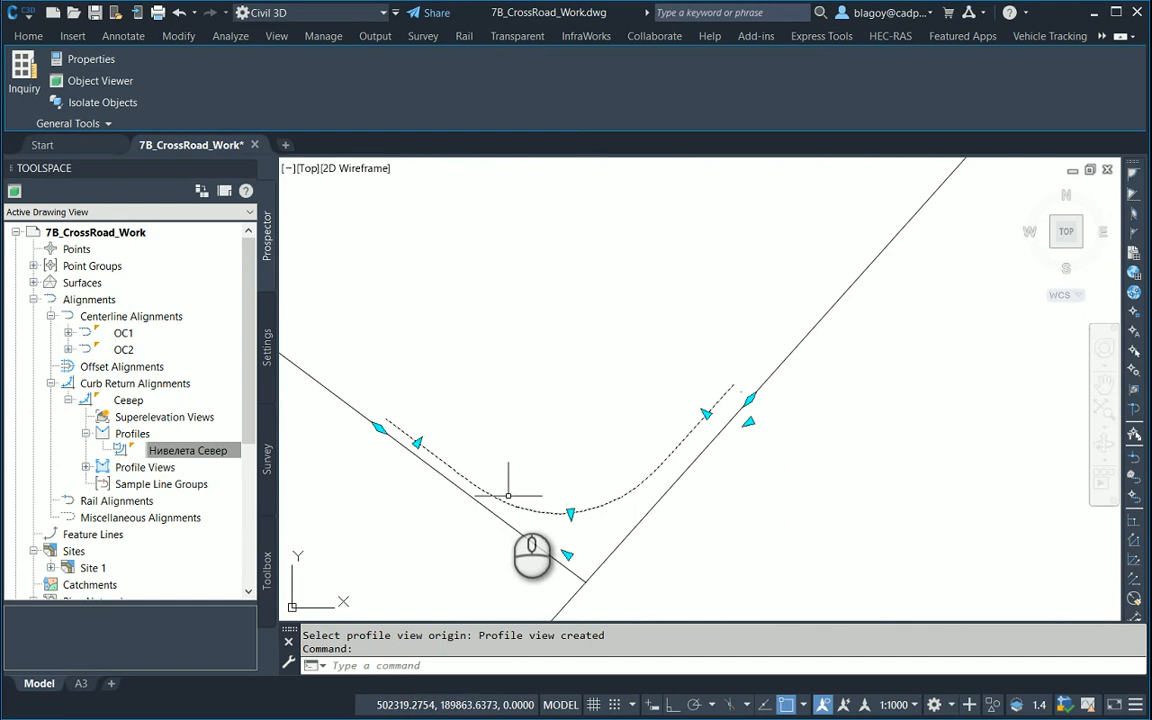 C3D
Civil 3D
Share
7B_CrossRoad_Work.dwg
Type a keyword or phrase
blagoy@cadp...
Home Insert Annotate Modify Analyze View Manage Output Survey Rail Transparent InfraWorks Collaborate Help Add-ins Express Tools HEC-RAS Featured Apps Vehicle Tracking
Inquiry
Properties
Object Viewer
Isolate Objects
General Tools
Start
7B_CrossRoad_Work*
TOOLSPACE
Active Drawing View
7B_CrossRoad_Work
Points
Point Groups
Surfaces
Alignments
Centerline Alignments
ОС1
ОС2
Offset Alignments
Curb Return Alignments
Север
Superelevation Views
Profiles
Нивелета Север
Profile Views
Sample Line Groups
Rail Alignments
Miscellaneous Alignments
Feature Lines
Sites
Site 1
Catchments
Prospector
Settings
Survey
Toolbox
[−][Top][2D Wireframe]
N
W
TOP
E
S
WCS
Y
X
Select profile view origin: Profile view created
Command:
Type a command
Model
A3
502319.2754, 189863.6373, 0.0000
MODEL
1:1000
1.4